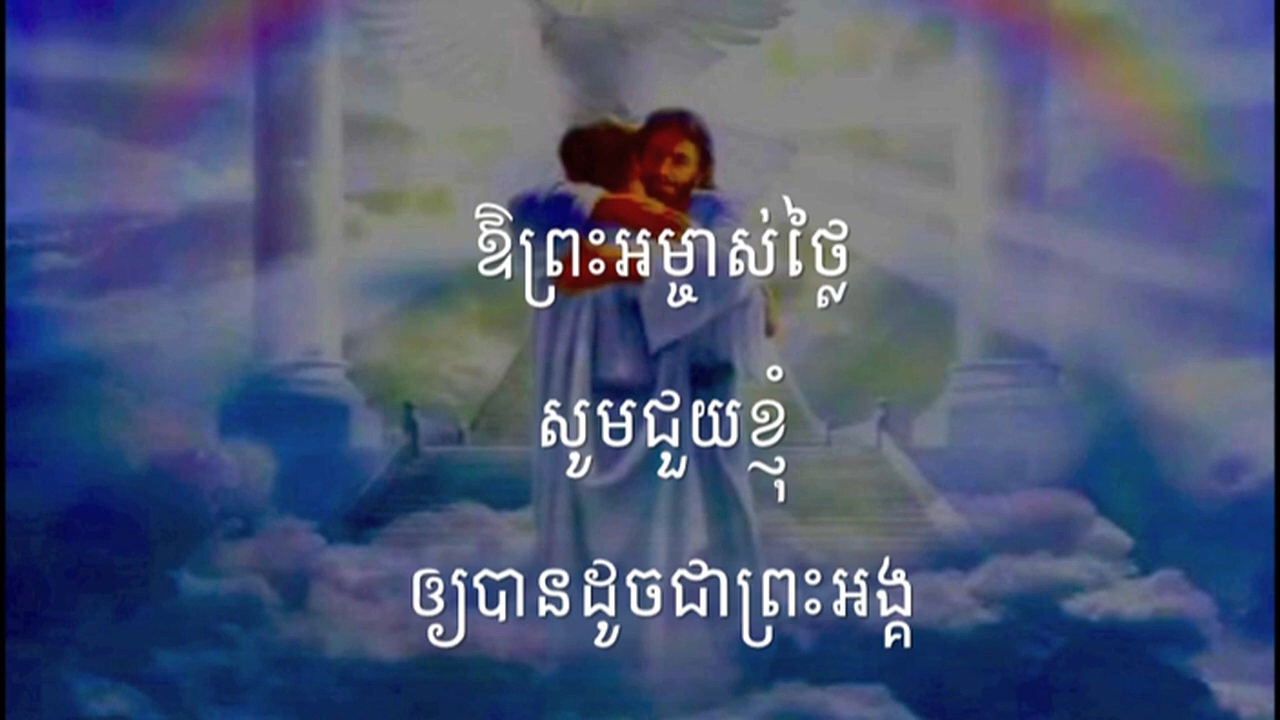 ឱព្រះអម្ចាស់ថ្លៃ
សូមជួយខ្ញុំ
ឲ្យបានដូចជាព្រះអង្គ